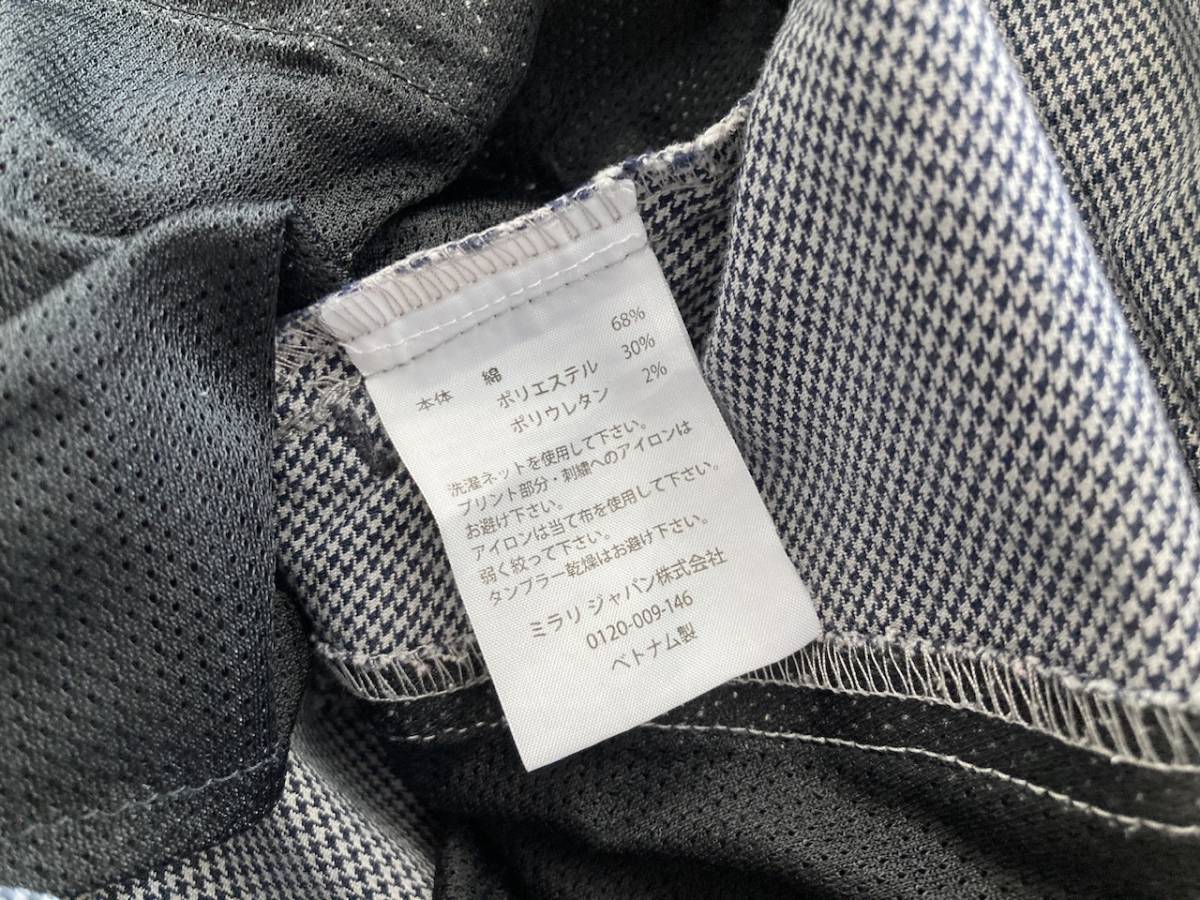 本体 綿 68%
ポリエステル 30%
ポリウレタン 2%
洗濯ネットを使用して下さい。
プリント部分・刺繍へのアイロンは
お避け下さい。
アイロンは当て布を使用して下さい。
弱く絞って下さい。
タンブラー乾燥はお避け下さい。
ミラリ ジャパン株式会社
0120-009-146
ベトナム製